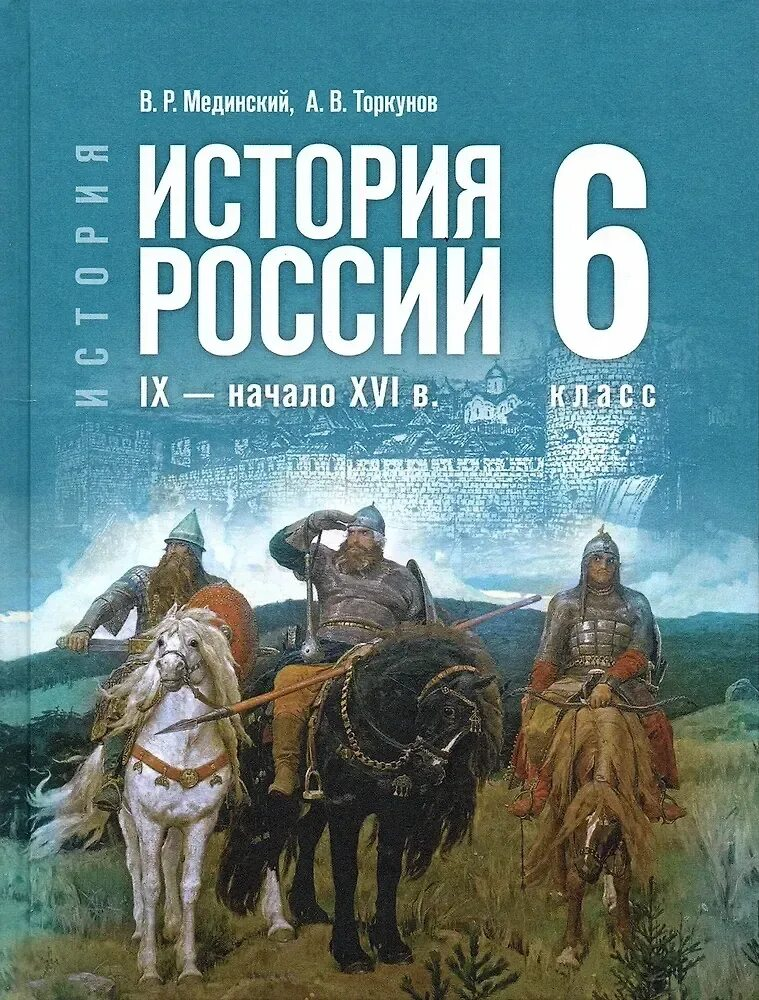 В. Р. Мединский, А. В. Торкунов
ИСТОРИЯ
ИСТОРИЯ
РОССИИ
6
IX — начало XVI в.
класс